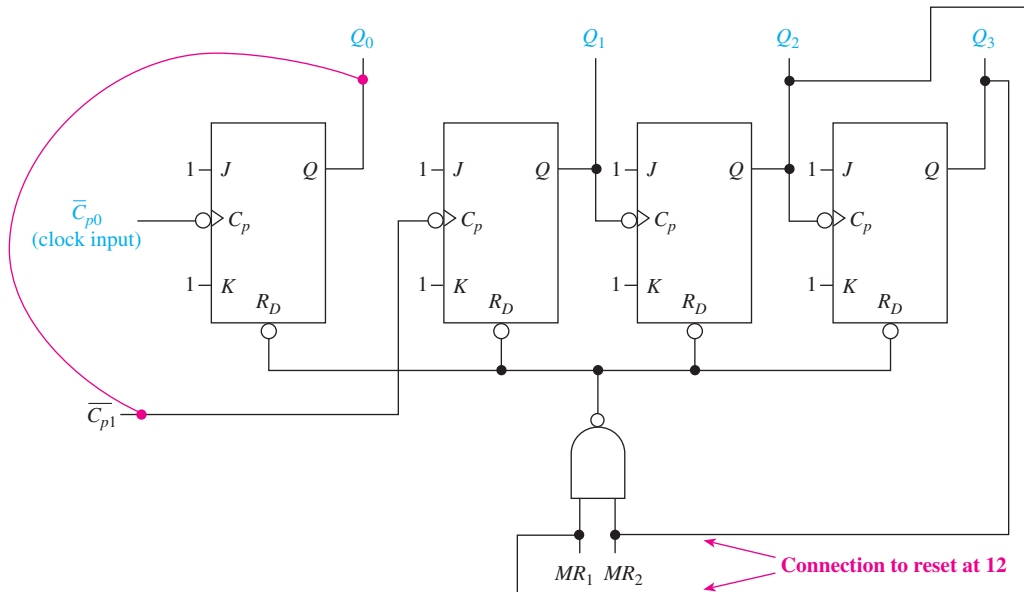 Q0 Q1 Q2 Q3
1 J Q 1 J Q 1 J Q 1 J Q
C̅p0 Cp Cp Cp Cp
(clock input)
1 K 1 K 1 K 1 K
RD RD RD RD
C̅p1
MR1 MR2
Connection to reset at 12